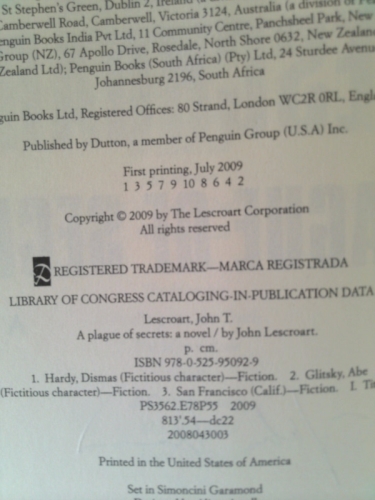 St Stephen's Green, Dublin 2, Ireland
Camberwell Road, Camberwell, Victoria 3124, Australia (a division of
Penguin Books India Pvt Ltd, 11 Community Centre, Panchsheel Park, New
Group (NZ), 67 Apollo Drive, Rosedale, North Shore 0632, New Zealand
Zealand Ltd); Penguin Books (South Africa) (Pty) Ltd, 24 Sturdee Avenue
Johannesburg 2196, South Africa
guin Books Ltd, Registered Offices: 80 Strand, London WC2R 0RL, Engl
Published by Dutton, a member of Penguin Group (U.S.A) Inc.
First printing, July 2009
1 3 5 7 9 10 8 6 4 2
Copyright © 2009 by The Lescroart Corporation
All rights reserved
REGISTERED TRADEMARK—MARCA REGISTRADA
LIBRARY OF CONGRESS CATALOGING-IN-PUBLICATION DATA
Lescroart, John T.
A plague of secrets: a novel / by John Lescroart.
p. cm.
ISBN 978-0-525-95092-9
1. Hardy, Dismas (Fictitious character)—Fiction. 2. Glitsky, Abe
(Fictitious character)—Fiction. 3. San Francisco (Calif.)—Fiction. I. Ti
PS3562.E78P55 2009
813'.54—dc22
2008043003
Printed in the United States of America
Set in Simoncini Garamond